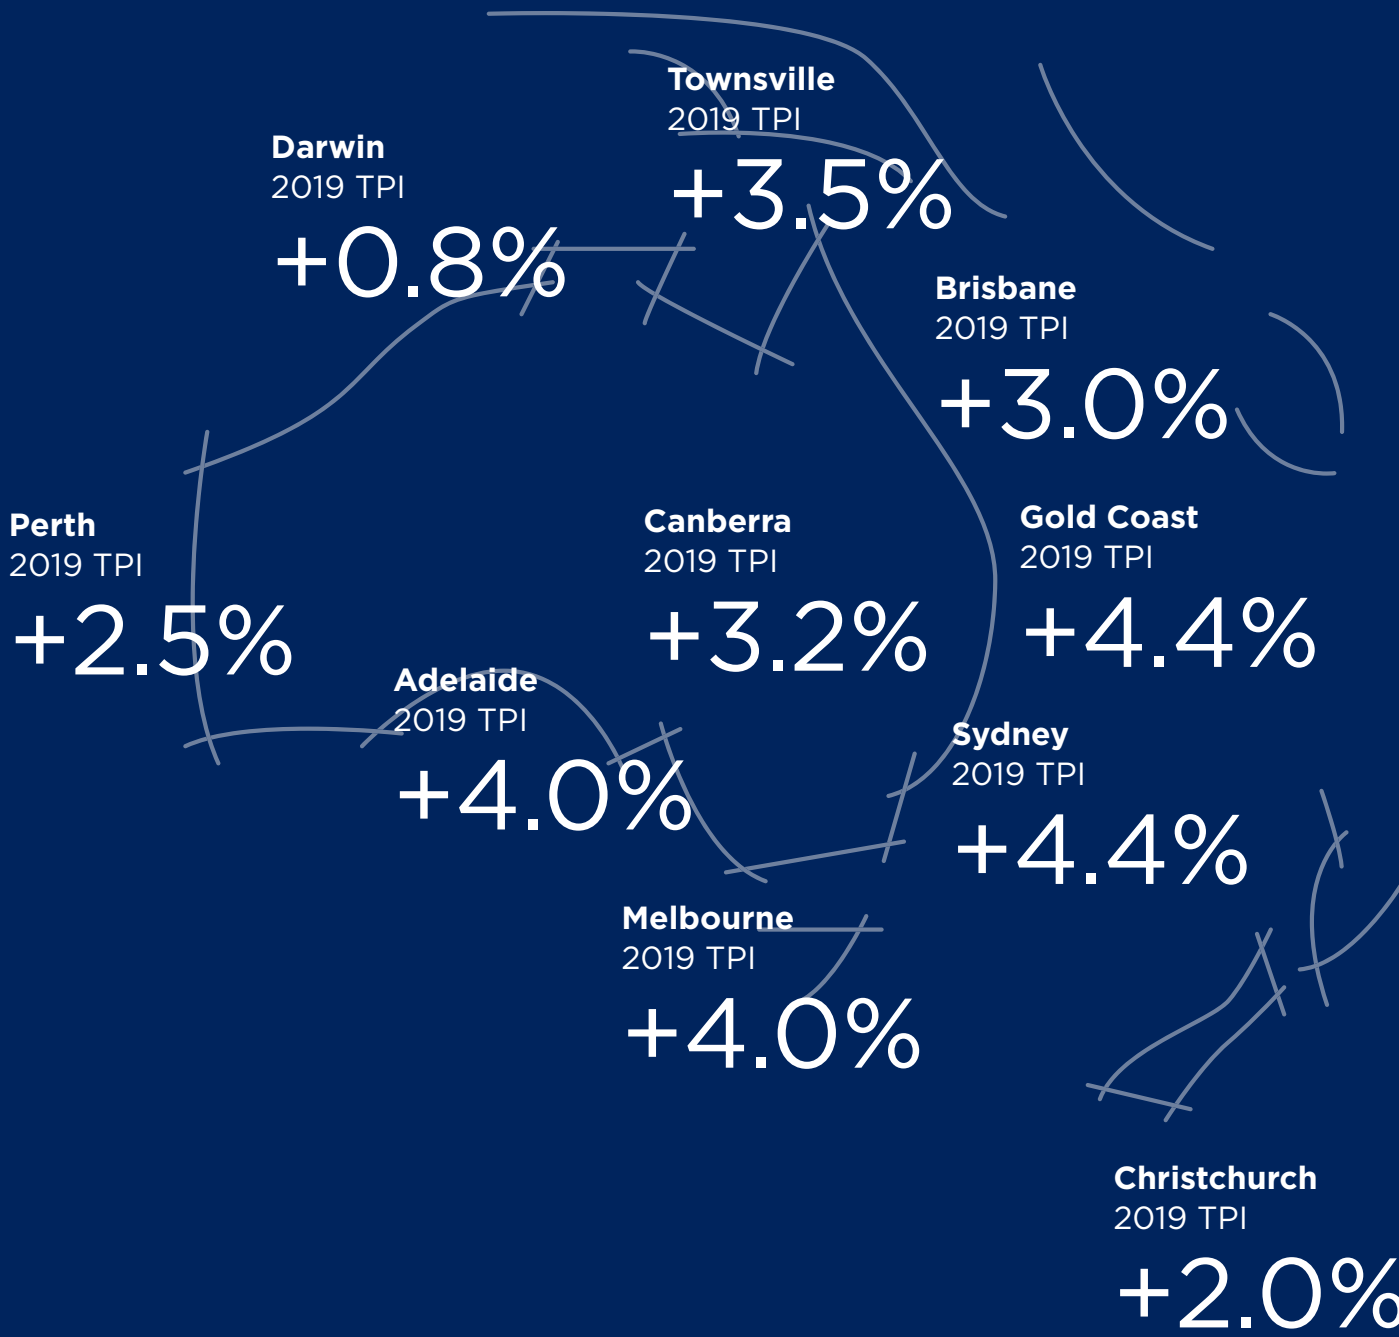 Townsville
2019 TPI
+3.5%
Darwin
2019 TPI
+0.8%
Brisbane
2019 TPI
+3.0%
Perth
2019 TPI
+2.5%
Canberra
2019 TPI
+3.2%
Gold Coast
2019 TPI
+4.4%
Adelaide
2019 TPI
+4.0%
Sydney
2019 TPI
+4.4%
Melbourne
2019 TPI
+4.0%
Christchurch
2019 TPI
+2.0%